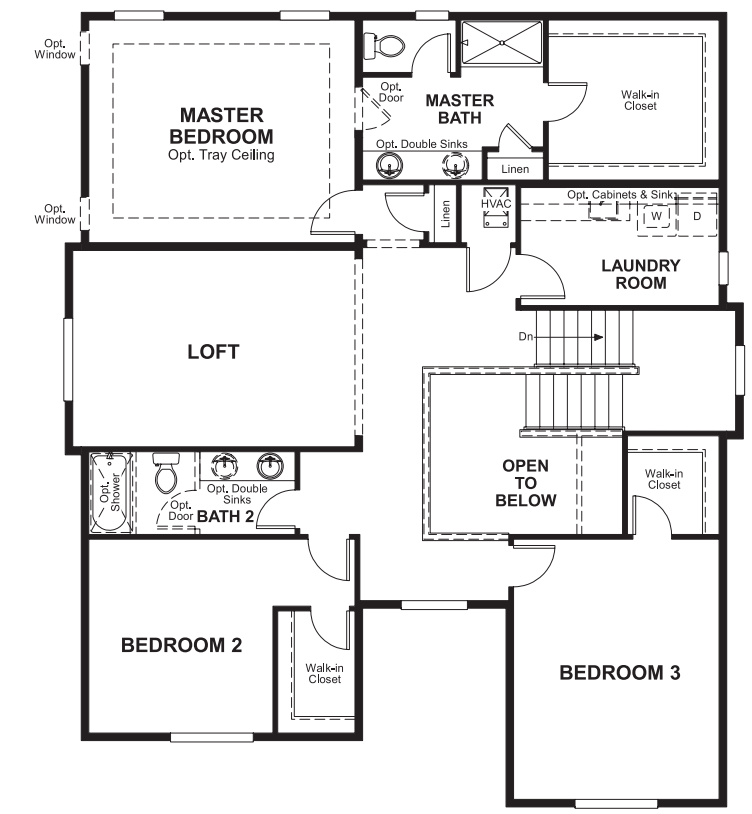 Opt.
Window
MASTER
BEDROOM
Opt. Tray Ceiling
Opt.
Door
MASTER
BATH
Opt. Double Sinks
Linen
Walk-in
Closet
Opt.
Window
Linen
HVAC
Opt. Cabinets & Sink
W
D
LAUNDRY
ROOM
LOFT
Dn
OPEN
TO
BELOW
Walk-in
Closet
Opt.
Shower
Opt. Double
Sinks
Opt.
Door
BATH 2
BEDROOM 2
Walk-in
Closet
BEDROOM 3